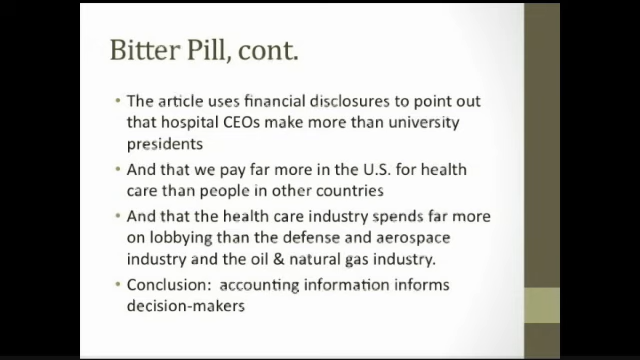 Bitter Pill, cont.
• The article uses financial disclosures to point out
that hospital CEOs make more than university
presidents
• And that we pay far more in the U.S. for health
care than people in other countries
• And that the health care industry spends far more
on lobbying than the defense and aerospace
industry and the oil & natural gas industry.
• Conclusion: accounting information informs
decision-makers